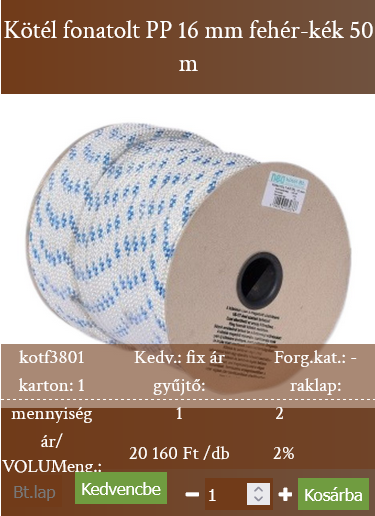 Kötél fonatolt PP 16 mm fehér-kék 50
m
kotf3801 Kedv.: fix ár Forg.kat.: -
karton: 1 gyűjtő: raklap:
mennyiség 1 2
ár/
VOLUMeng.: 20 160 Ft /db 2%
Bt.lap Kedvencbe 1 Kosárba